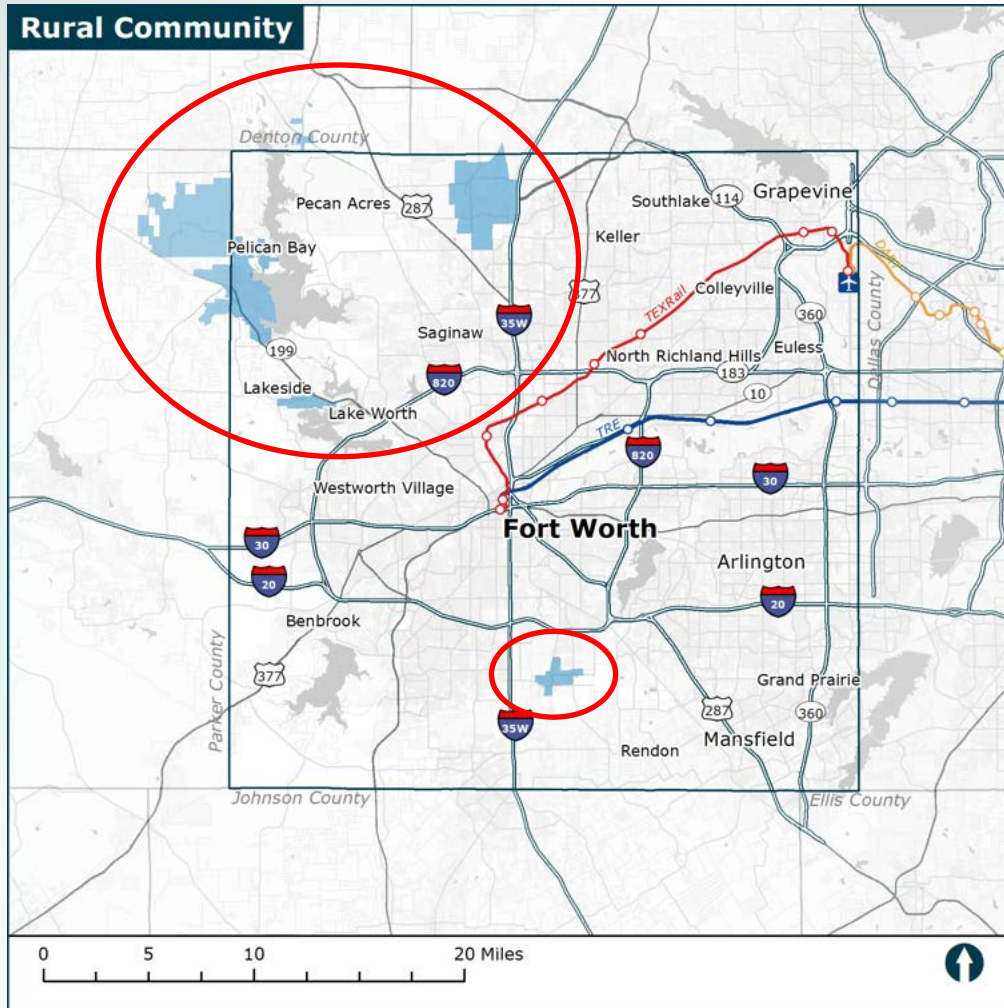 Rural Community
Denton County
Pecan Acres
287
Southlake
114
Grapevine
Keller
Pelican Bay
377
Colleyville
DART
TEXRail
35W
360
Saginaw
199
North Richland Hills
Euless
Dallas County
820
183
Lakeside
10
Lake Worth
TRE
820
Westworth Village
30
Fort Worth
30
Arlington
20
20
Benbrook
Parker County
377
Grand Prairie
287
360
35W
Rendon
Mansfield
Johnson County
Ellis County
0 5 10 20 Miles